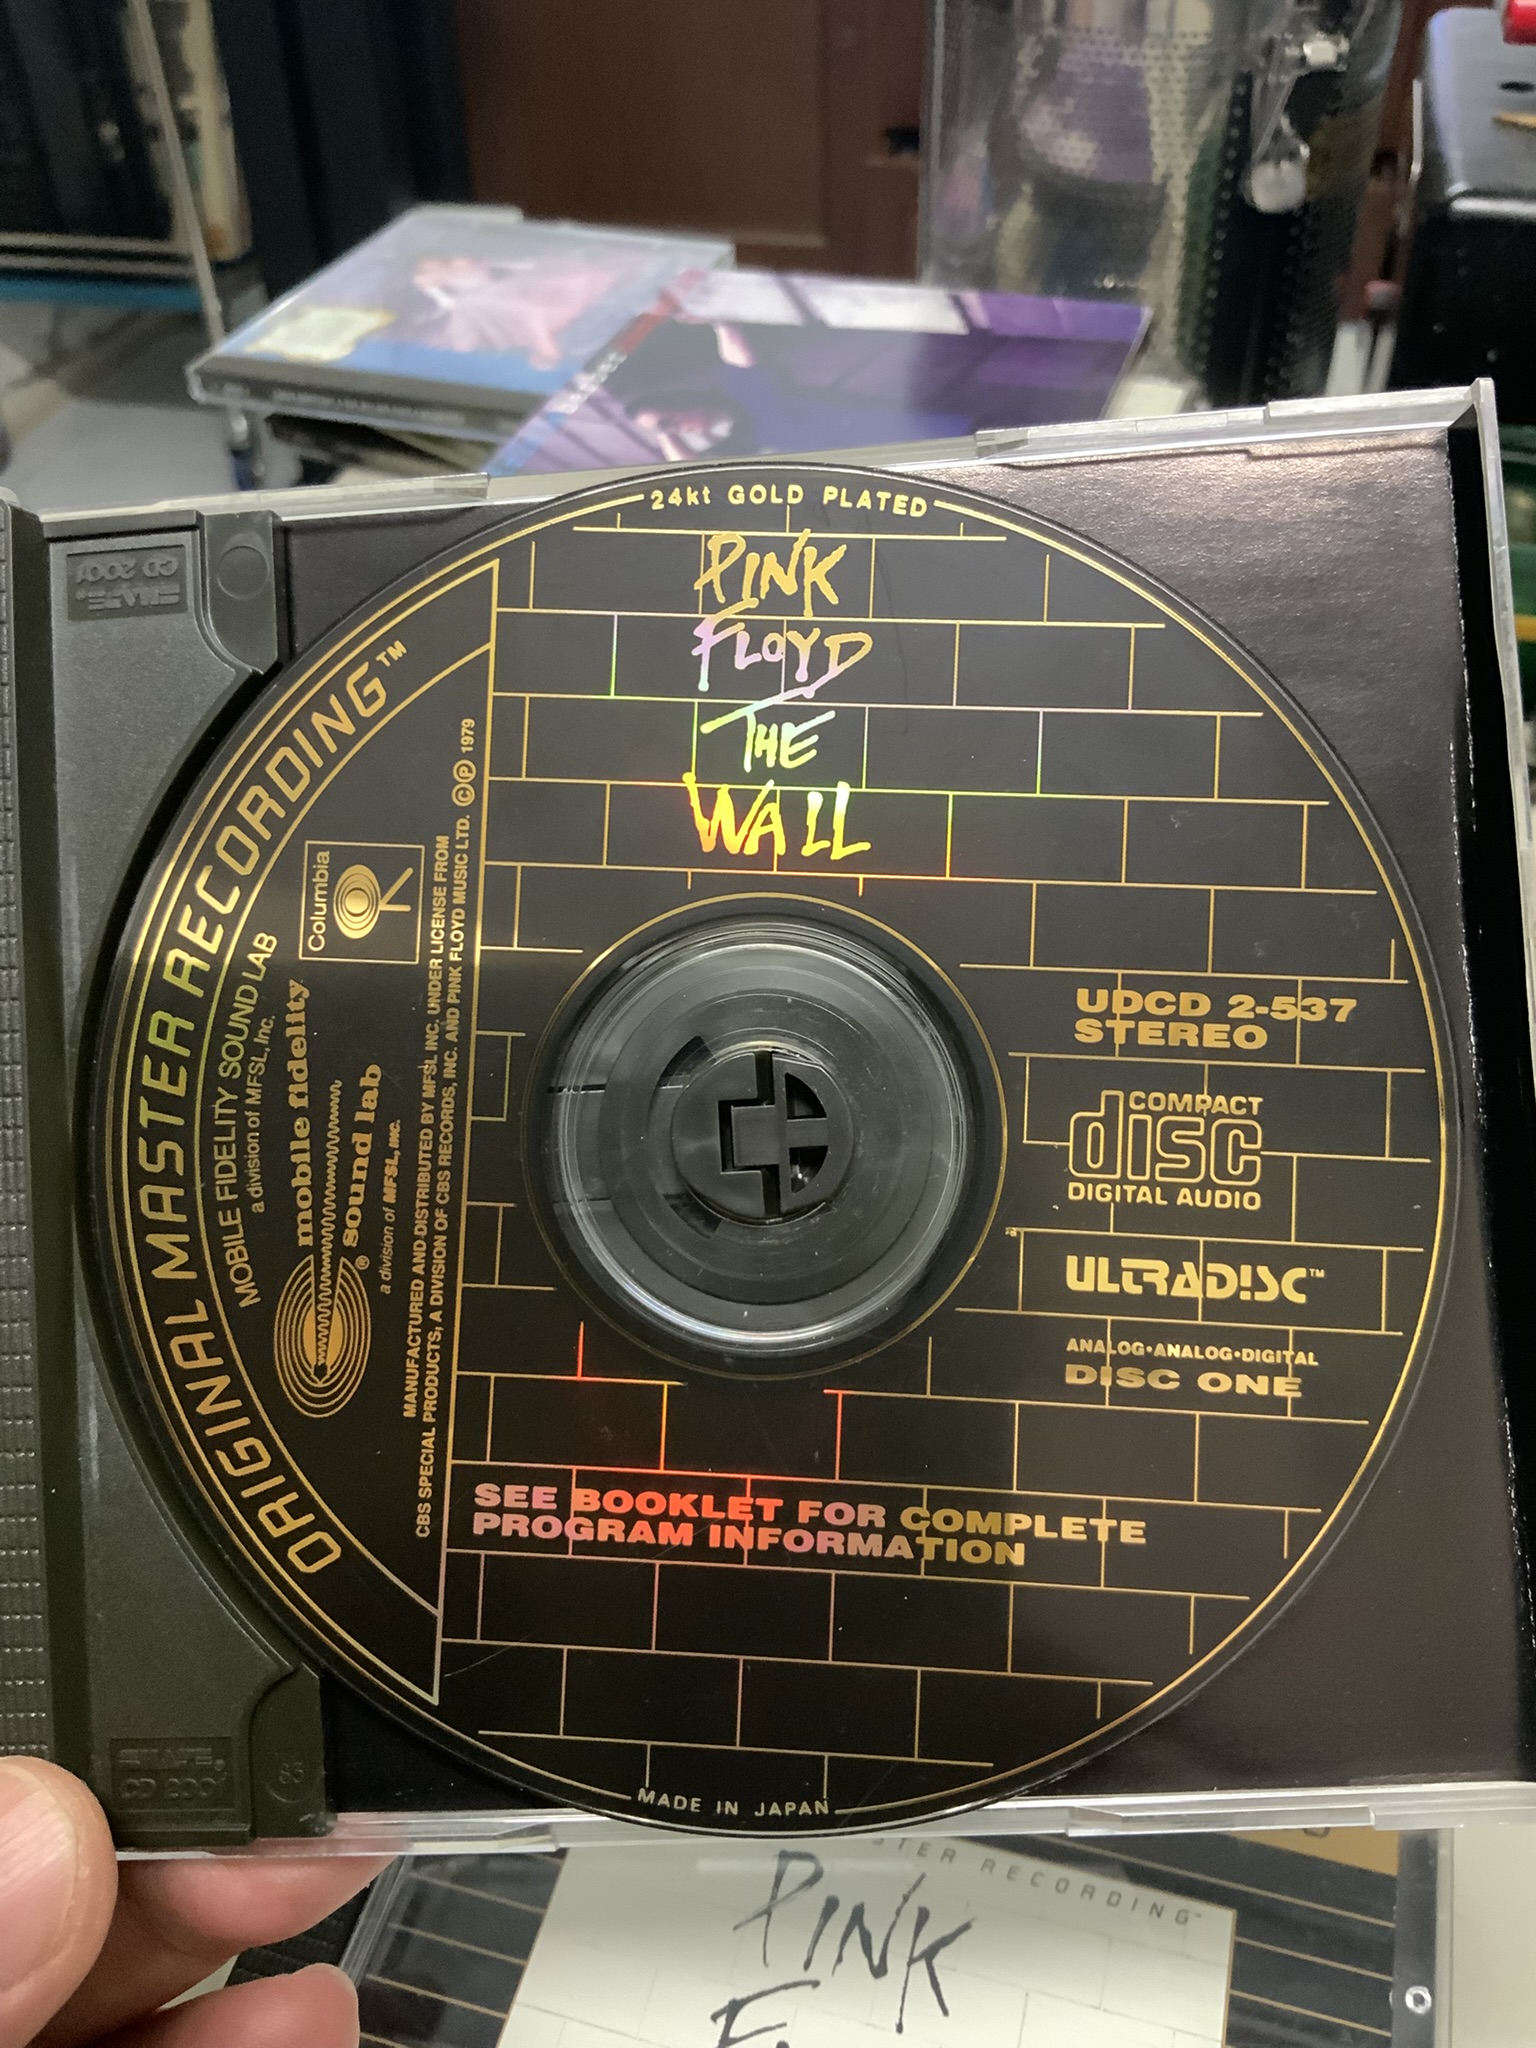 24kt GOLD PLATED
PINK
FLOYD
THE
WALL
ORIGINAL MASTER RECORDING™
MOBILE FIDELITY SOUND LAB
a division of MFSL, Inc.
Columbia
mobile fidelity
sound lab®
a division of MFSL, INC.
MANUFACTURED AND DISTRIBUTED BY MFSL INC. UNDER LICENSE FROM
CBS SPECIAL PRODUCTS, A DIVISION OF CBS RECORDS, INC. AND PINK FLOYD MUSIC LTD. © ℗ 1979
UDCD 2-537
STEREO
COMPACT
disc
DIGITAL AUDIO
ULTRADISC™
ANALOG•ANALOG•DIGITAL
DISC ONE
SEE BOOKLET FOR COMPLETE
PROGRAM INFORMATION
MADE IN JAPAN
SHAPE®
CD 2001
SHAPE®
CD 2001
63
RECORDING™
PINK